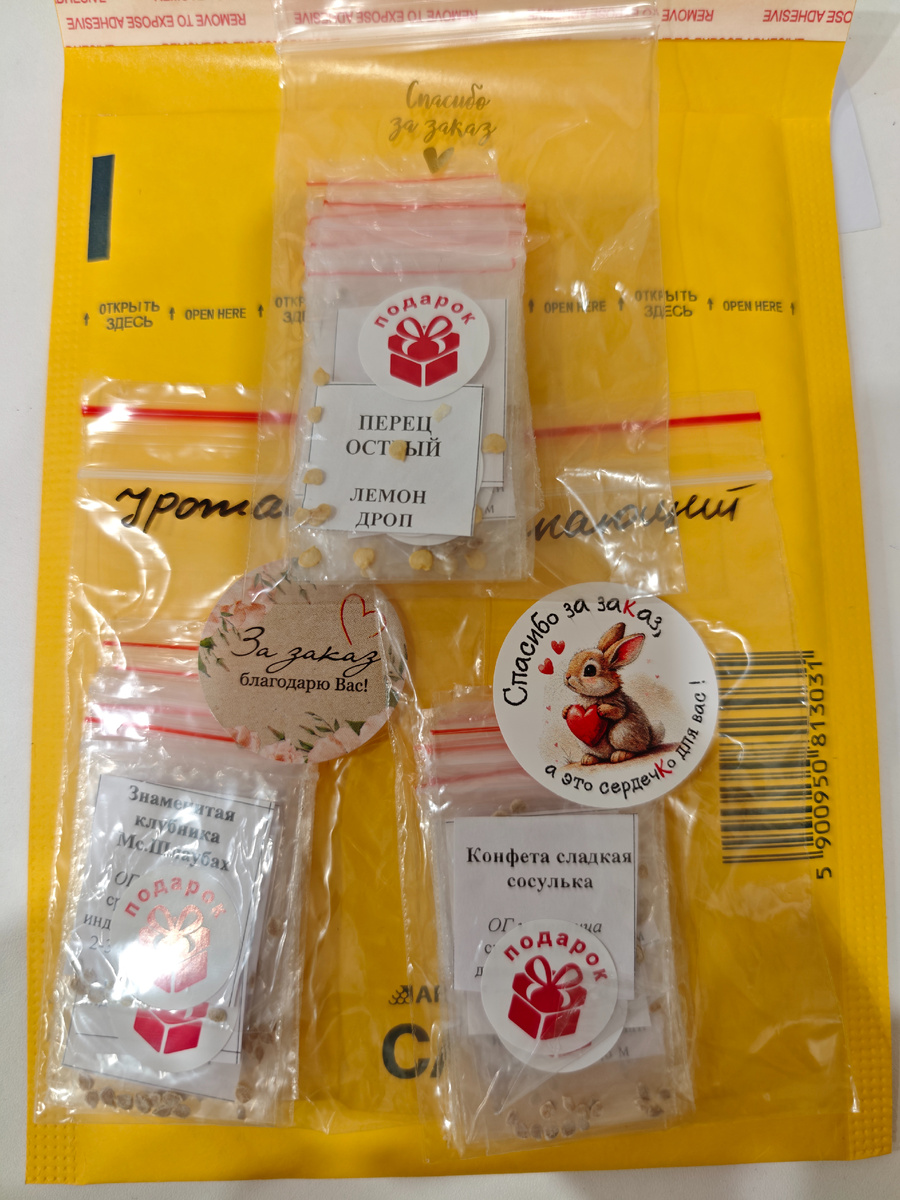 REMOVE TO EXPOSE ADHESIVE
Спасибо
за заказ
ОТКРЫТЬ
ЗДЕСЬ
OPEN HERE
OPEN HERE
ОТКРЫТЬ
ЗДЕСЬ
OPEN HERE
подарок
ПЕРЕЦ
ОСТРЫЙ
ЛЕМОН
ДРОП
За заказ
благодарю Вас!
Спасибо за заКаз,
а это сердечКо для вас!
Знаменитая
клубника
подарок
Конфета сладкая
сосулька
подарок
5 900950 813031